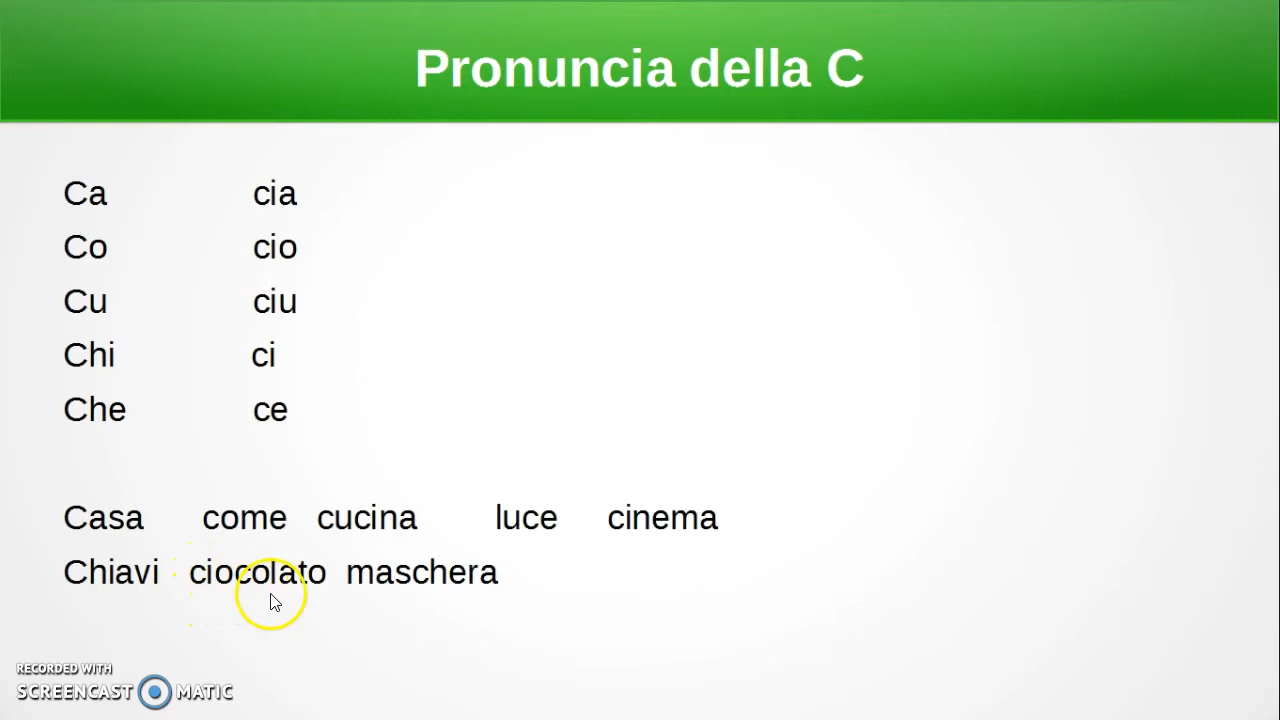 Pronuncia della C
Ca cia
Co cio
Cu ciu
Chi ci
Che ce
Casa come cucina luce cinema
Chiavi ciocolato maschera
RECORDED WITH
SCREENCAST MATIC